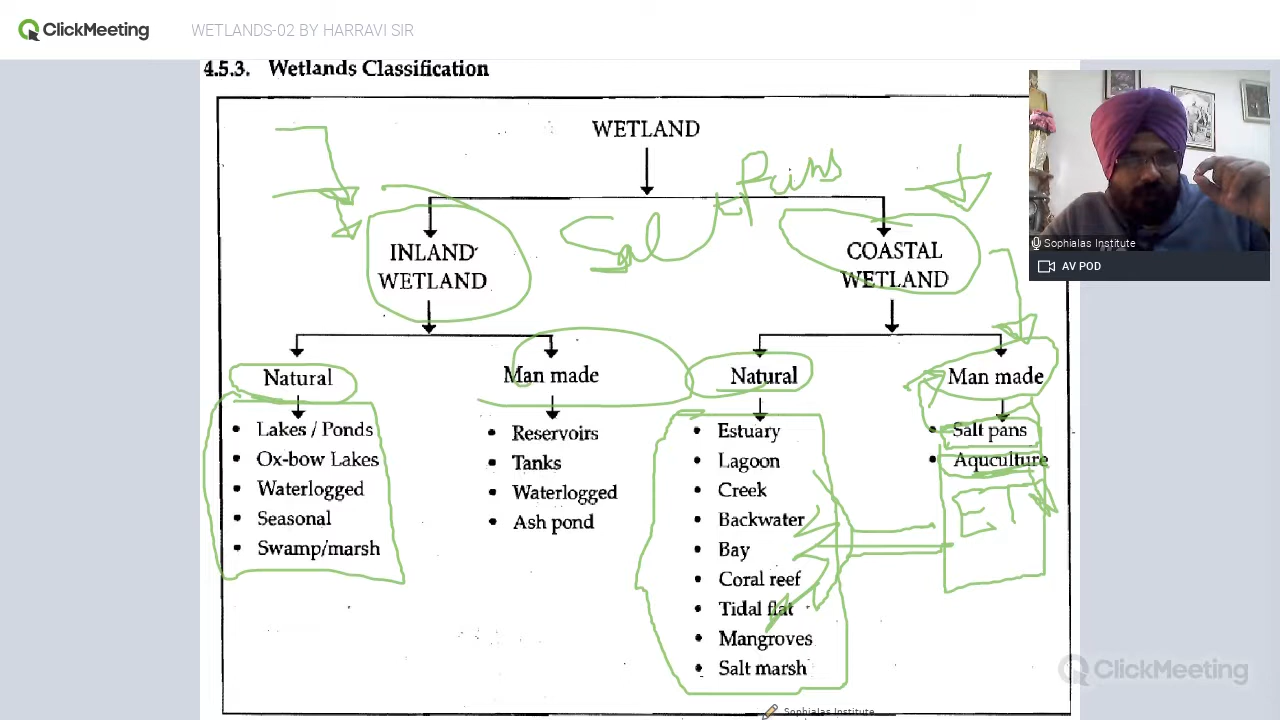 ClickMeeting
WETLANDS-02 BY HARRAVI SIR
4.5.3. Wetlands Classification
WETLAND
Salt Pans
INLAND
WETLAND
COASTAL
WETLAND
Sophialas Institute
AV POD
Natural
Man made
Natural
Man made
• Lakes / Ponds
• Ox-bow Lakes
• Waterlogged
• Seasonal
• Swamp/marsh
• Reservoirs
• Tanks
• Waterlogged
• Ash pond
• Estuary
• Lagoon
• Creek
• Backwater
• Bay
• Coral reef
• Tidal flat
• Mangroves
• Salt marsh
• Salt pans
• Aquculture
ClickMeeting
Sophialas Institute